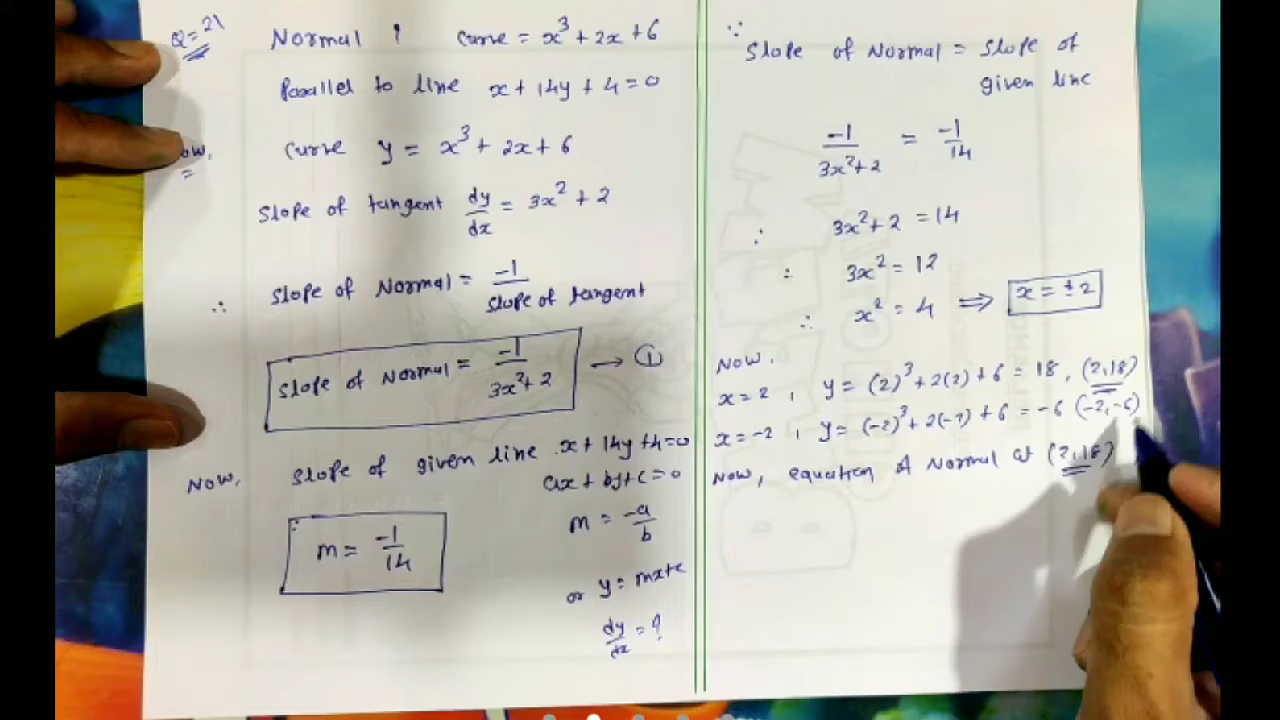 Q=21 Normal ? curve = x³+2x+6
Parallel to line x+14y+4=0
Now, curve y = x³+2x+6
Slope of tangent dy/dx = 3x²+2
∴ Slope of Normal = -1/slope of tangent
Slope of Normal = -1/3x²+2 → ①
Now, Slope of given line x+14y+4=0
ax+by+c=0
m = -a/b
m = -1/14
or y=mx+c
dy/dx = ?
∵ Slope of Normal = Slope of
given line
-1/3x²+2 = -1/14
∴ 3x²+2 = 14
: 3x² = 12
∴ x² = 4 ⇒ x = ±2
Now.
x=2, y = (2)³+2(2)+6 = 18, (2,18)
x=-2, y = (-2)³+2(-2)+6 = -6 (-2,-6)
Now, equation of Normal at (2,18)